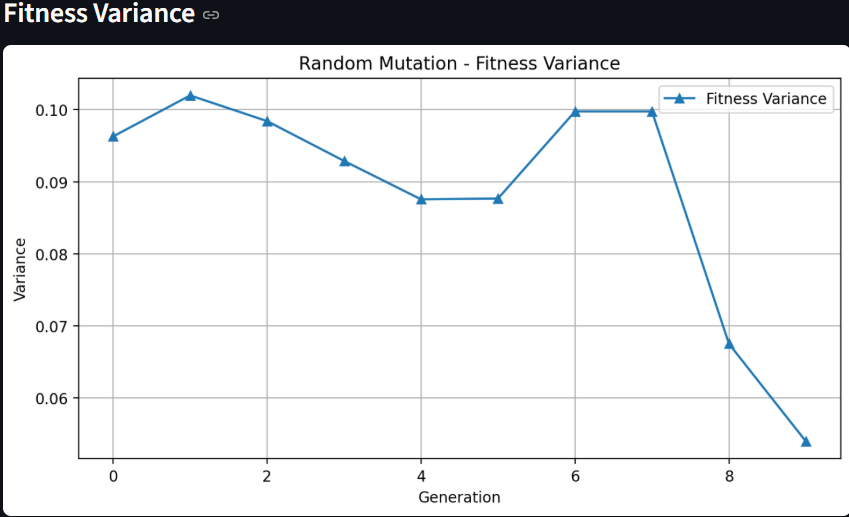 Fitness Variance
Random Mutation - Fitness Variance
Fitness Variance
0.10
0.09
0.08
0.07
0.06
Variance
0
2
4
6
8
Generation